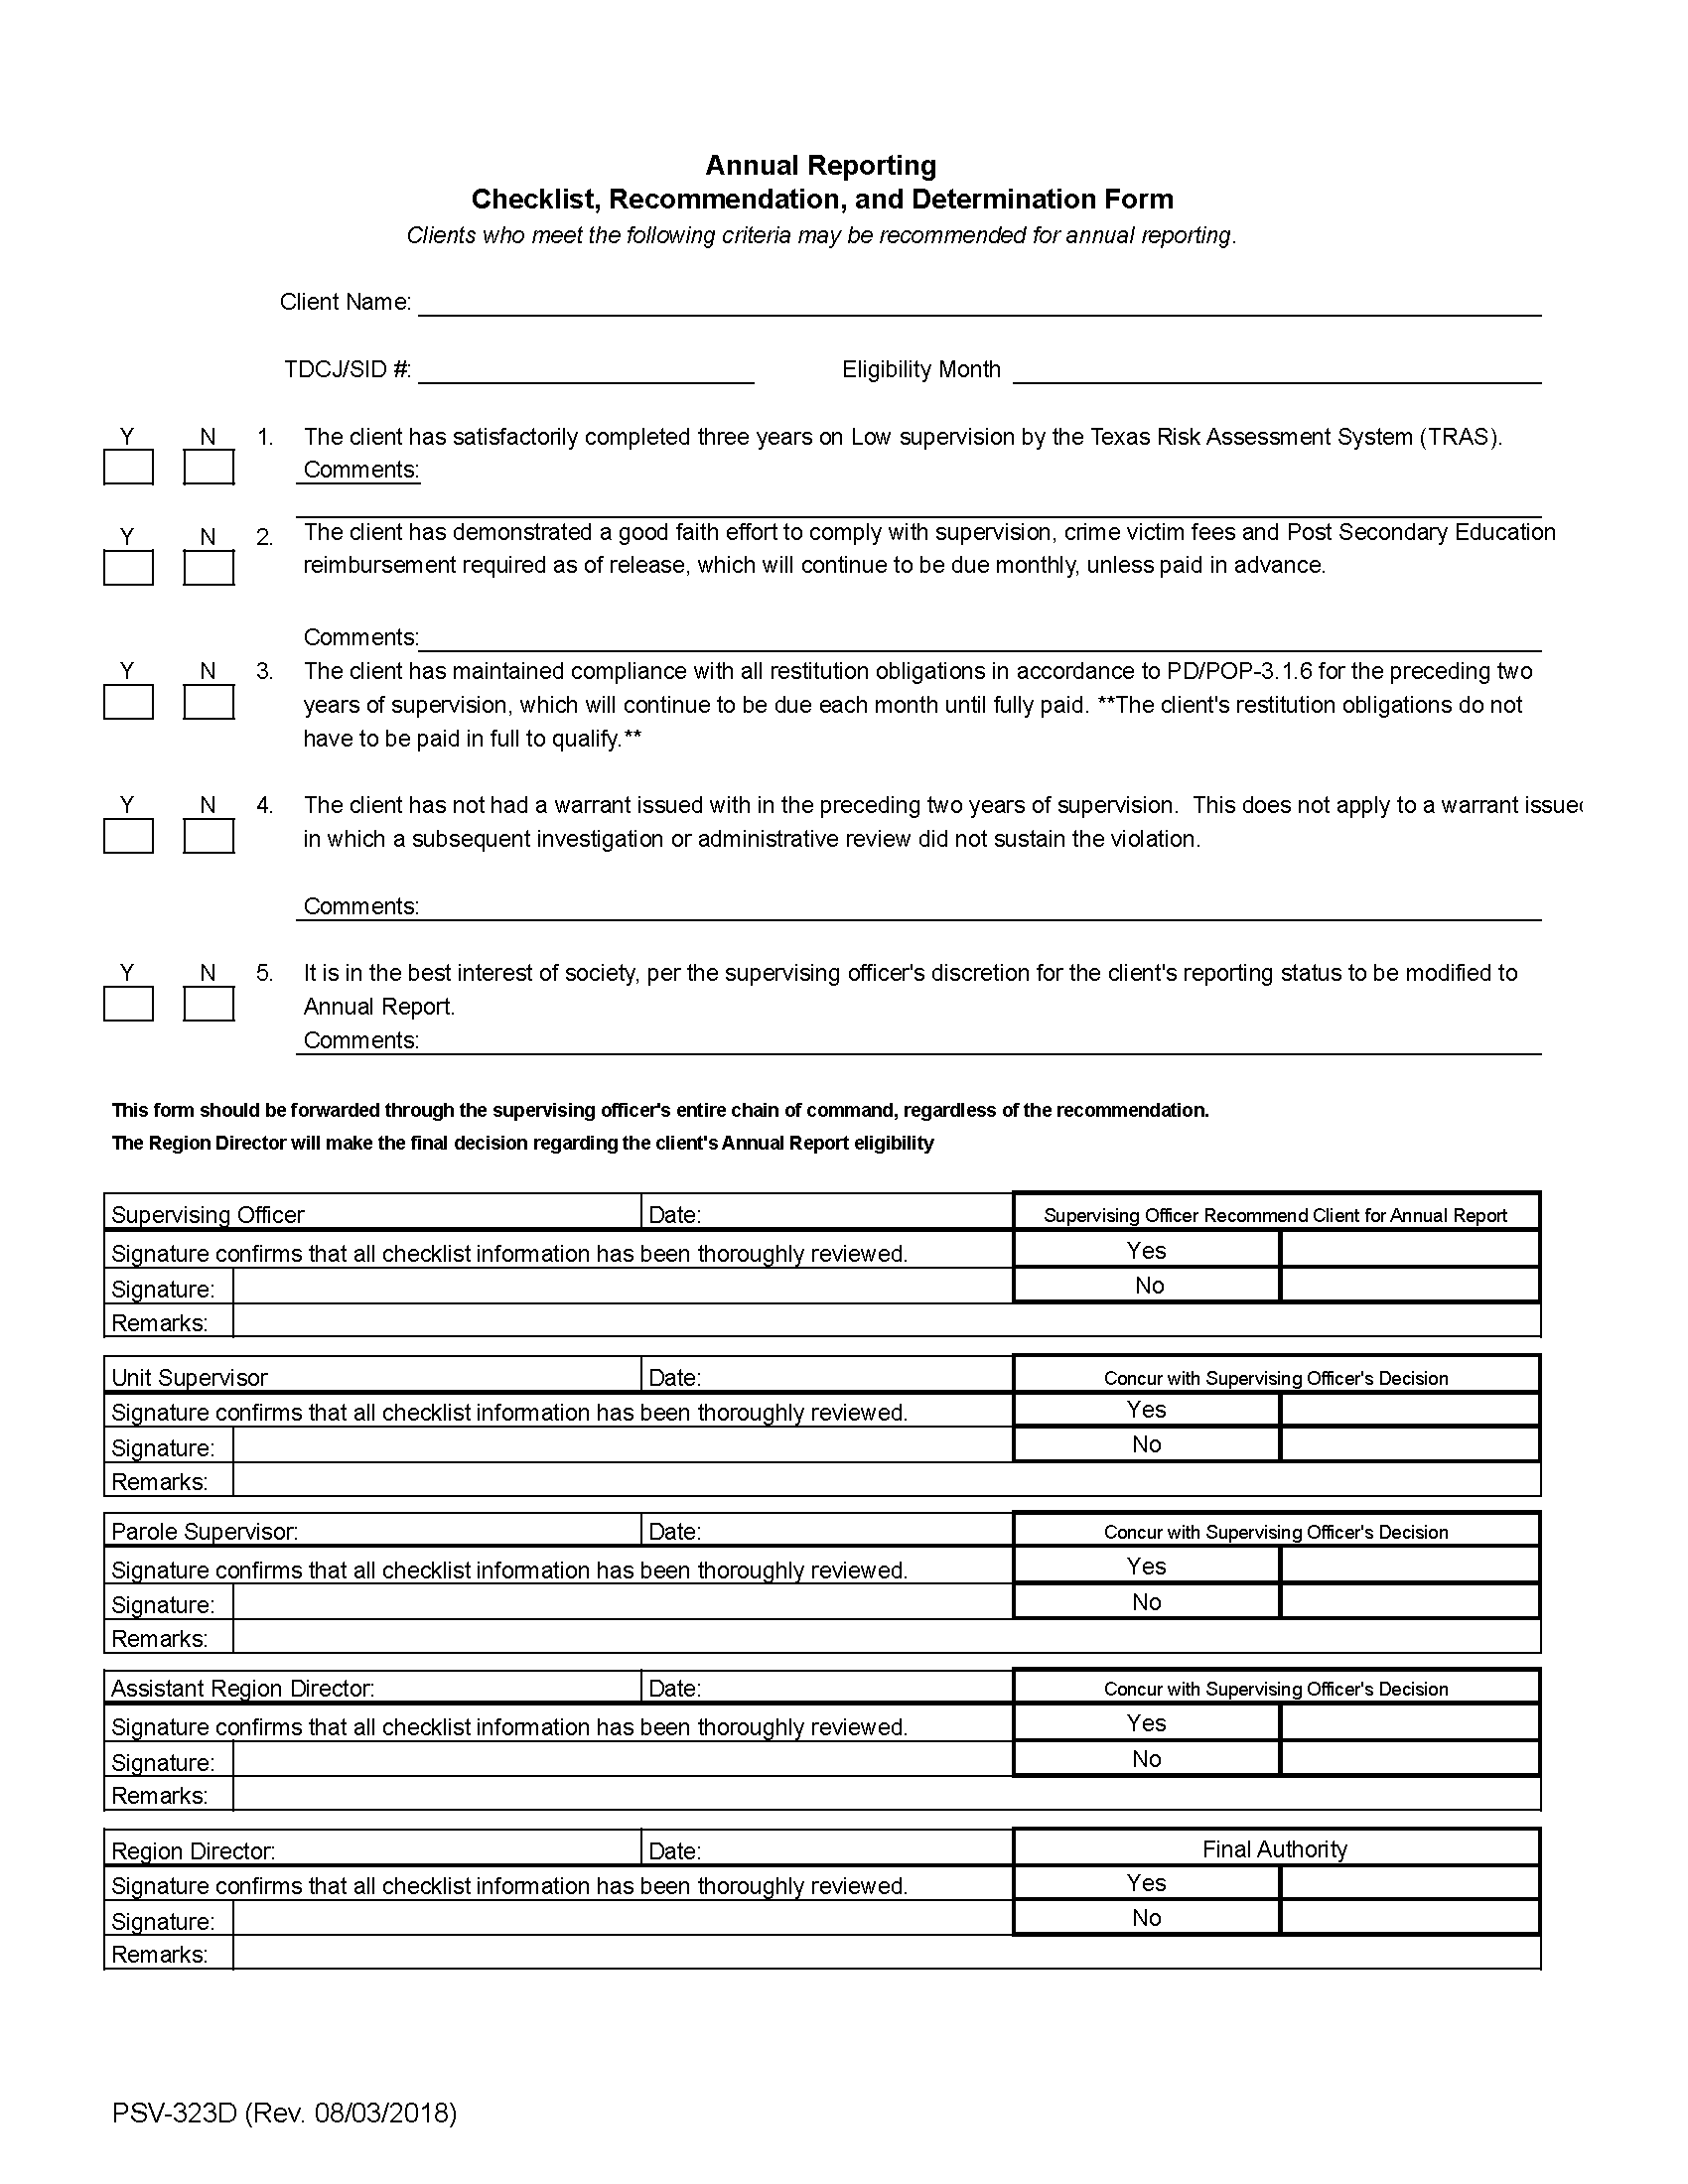 Annual Reporting
Checklist, Recommendation, and Determination Form
Clients who meet the following criteria may be recommended for annual reporting.
Client Name:
TDCJ/SID #: Eligibility Month
Y N 1. The client has satisfactorily completed three years on Low supervision by the Texas Risk Assessment System (TRAS).
Comments:
Y N 2. The client has demonstrated a good faith effort to comply with supervision, crime victim fees and Post Secondary Education
reimbursement required as of release, which will continue to be due monthly, unless paid in advance.
Comments:
Y N 3. The client has maintained compliance with all restitution obligations in accordance to PD/POP-3.1.6 for the preceding two
years of supervision, which will continue to be due each month until fully paid. **The client's restitution obligations do not
have to be paid in full to qualify.**
Y N 4. The client has not had a warrant issued with in the preceding two years of supervision. This does not apply to a warrant issued
in which a subsequent investigation or administrative review did not sustain the violation.
Comments:
Y N 5. It is in the best interest of society, per the supervising officer's discretion for the client's reporting status to be modified to
Annual Report.
Comments:
This form should be forwarded through the supervising officer's entire chain of command, regardless of the recommendation.
The Region Director will make the final decision regarding the client's Annual Report eligibility
Supervising Officer Date: Supervising Officer Recommend Client for Annual Report
Signature confirms that all checklist information has been thoroughly reviewed. Yes
Signature: No
Remarks:
Unit Supervisor Date: Concur with Supervising Officer's Decision
Signature confirms that all checklist information has been thoroughly reviewed. Yes
Signature: No
Remarks:
Parole Supervisor: Date: Concur with Supervising Officer's Decision
Signature confirms that all checklist information has been thoroughly reviewed. Yes
Signature: No
Remarks:
Assistant Region Director: Date: Concur with Supervising Officer's Decision
Signature confirms that all checklist information has been thoroughly reviewed. Yes
Signature: No
Remarks:
Region Director: Date: Final Authority
Signature confirms that all checklist information has been thoroughly reviewed. Yes
Signature: No
Remarks:
PSV-323D (Rev. 08/03/2018)